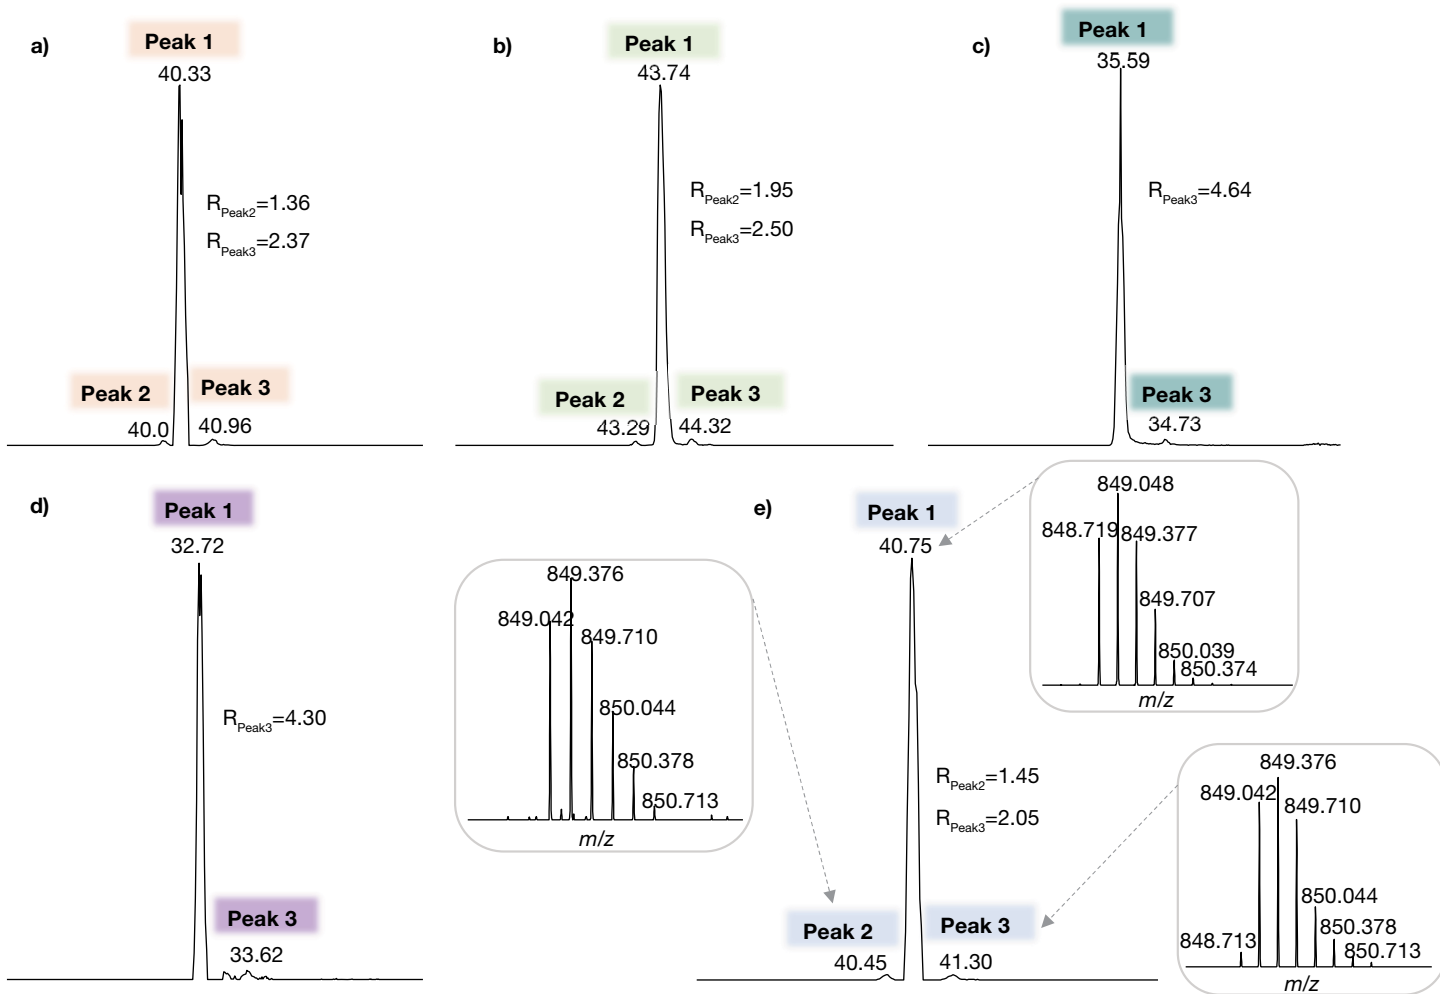 a)
Peak 1
40.33
R_Peak2=1.36
R_Peak3=2.37
Peak 2
Peak 3
40.0
40.96
b)
Peak 1
43.74
R_Peak2=1.95
R_Peak3=2.50
Peak 2
Peak 3
43.29
44.32
c)
Peak 1
35.59
R_Peak3=4.64
Peak 3
34.73
d)
Peak 1
32.72
R_Peak3=4.30
Peak 3
33.62
849.376
849.042
849.710
850.044
850.378
850.713
m/z
e)
Peak 1
40.75
R_Peak2=1.45
R_Peak3=2.05
Peak 2
Peak 3
40.45
41.30
849.048
848.719
849.377
849.707
850.039
850.374
m/z
849.376
849.042
849.710
850.044
850.378
848.713
850.713
m/z